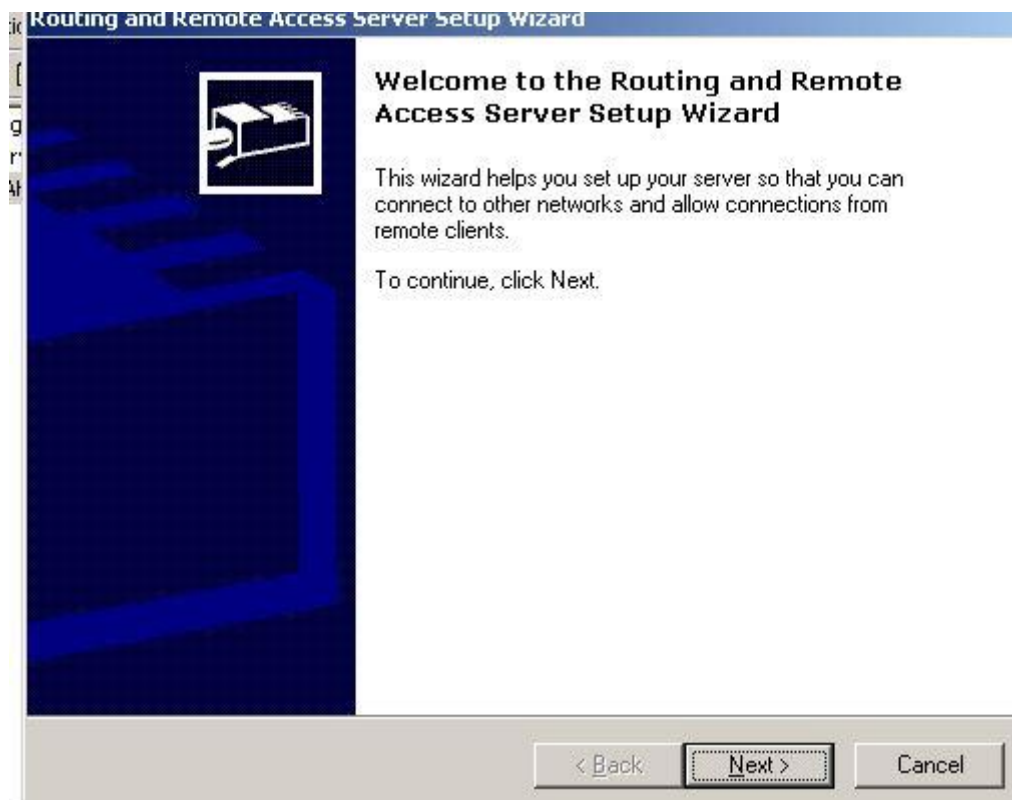 Routing and Remote Access Server Setup Wizard
Welcome to the Routing and Remote
Access Server Setup Wizard
This wizard helps you set up your server so that you can
connect to other networks and allow connections from
remote clients.
To continue, click Next.
< Back
Next >
Cancel